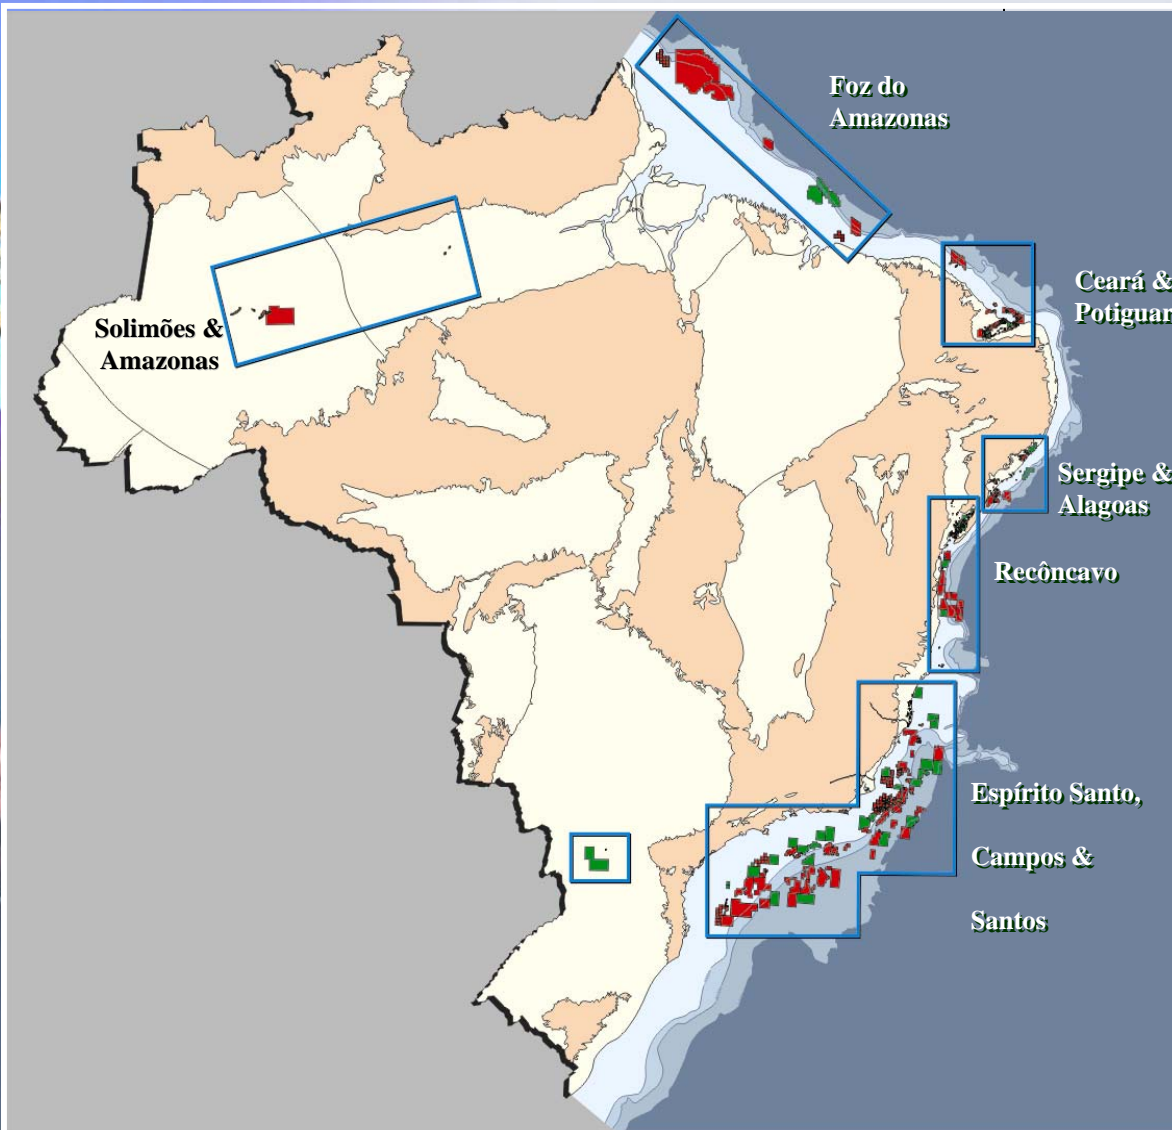 Foz do
Amazonas
Ceará &
Potiguar
Solimões &
Amazonas
Sergipe &
Alagoas
Recôncavo
Espírito Santo,
Campos &
Santos